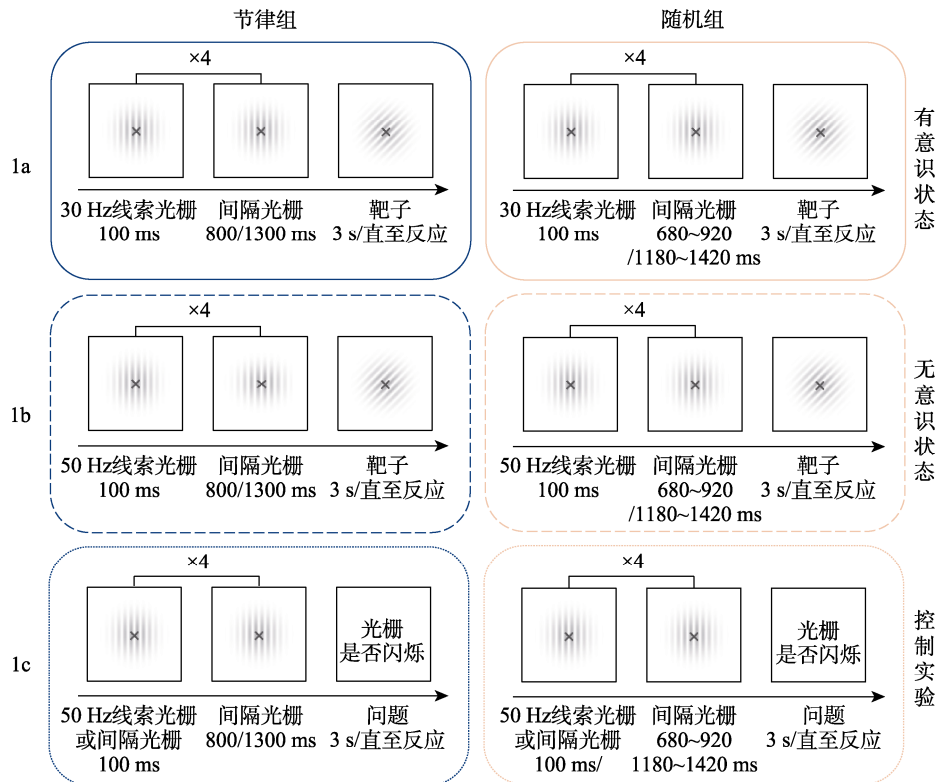 节律组
随机组
1a
×4
30 Hz线索光栅
100 ms
间隔光栅
800/1300 ms
靶子
3 s/直至反应
×4
30 Hz线索光栅
100 ms
间隔光栅
680~920
/1180~1420 ms
靶子
3 s/直至反应
有意识状态
1b
×4
50 Hz线索光栅
100 ms
间隔光栅
800/1300 ms
靶子
3 s/直至反应
×4
50 Hz线索光栅
100 ms
间隔光栅
680~920
/1180~1420 ms
靶子
3 s/直至反应
无意识状态
1c
×4
光栅
是否闪烁
50 Hz线索光栅
或间隔光栅
100 ms
间隔光栅
800/1300 ms
问题
3 s/直至反应
×4
光栅
是否闪烁
50 Hz线索光栅
或间隔光栅
100 ms/
间隔光栅
680~920
1180~1420 ms
问题
3 s/直至反应
控制实验